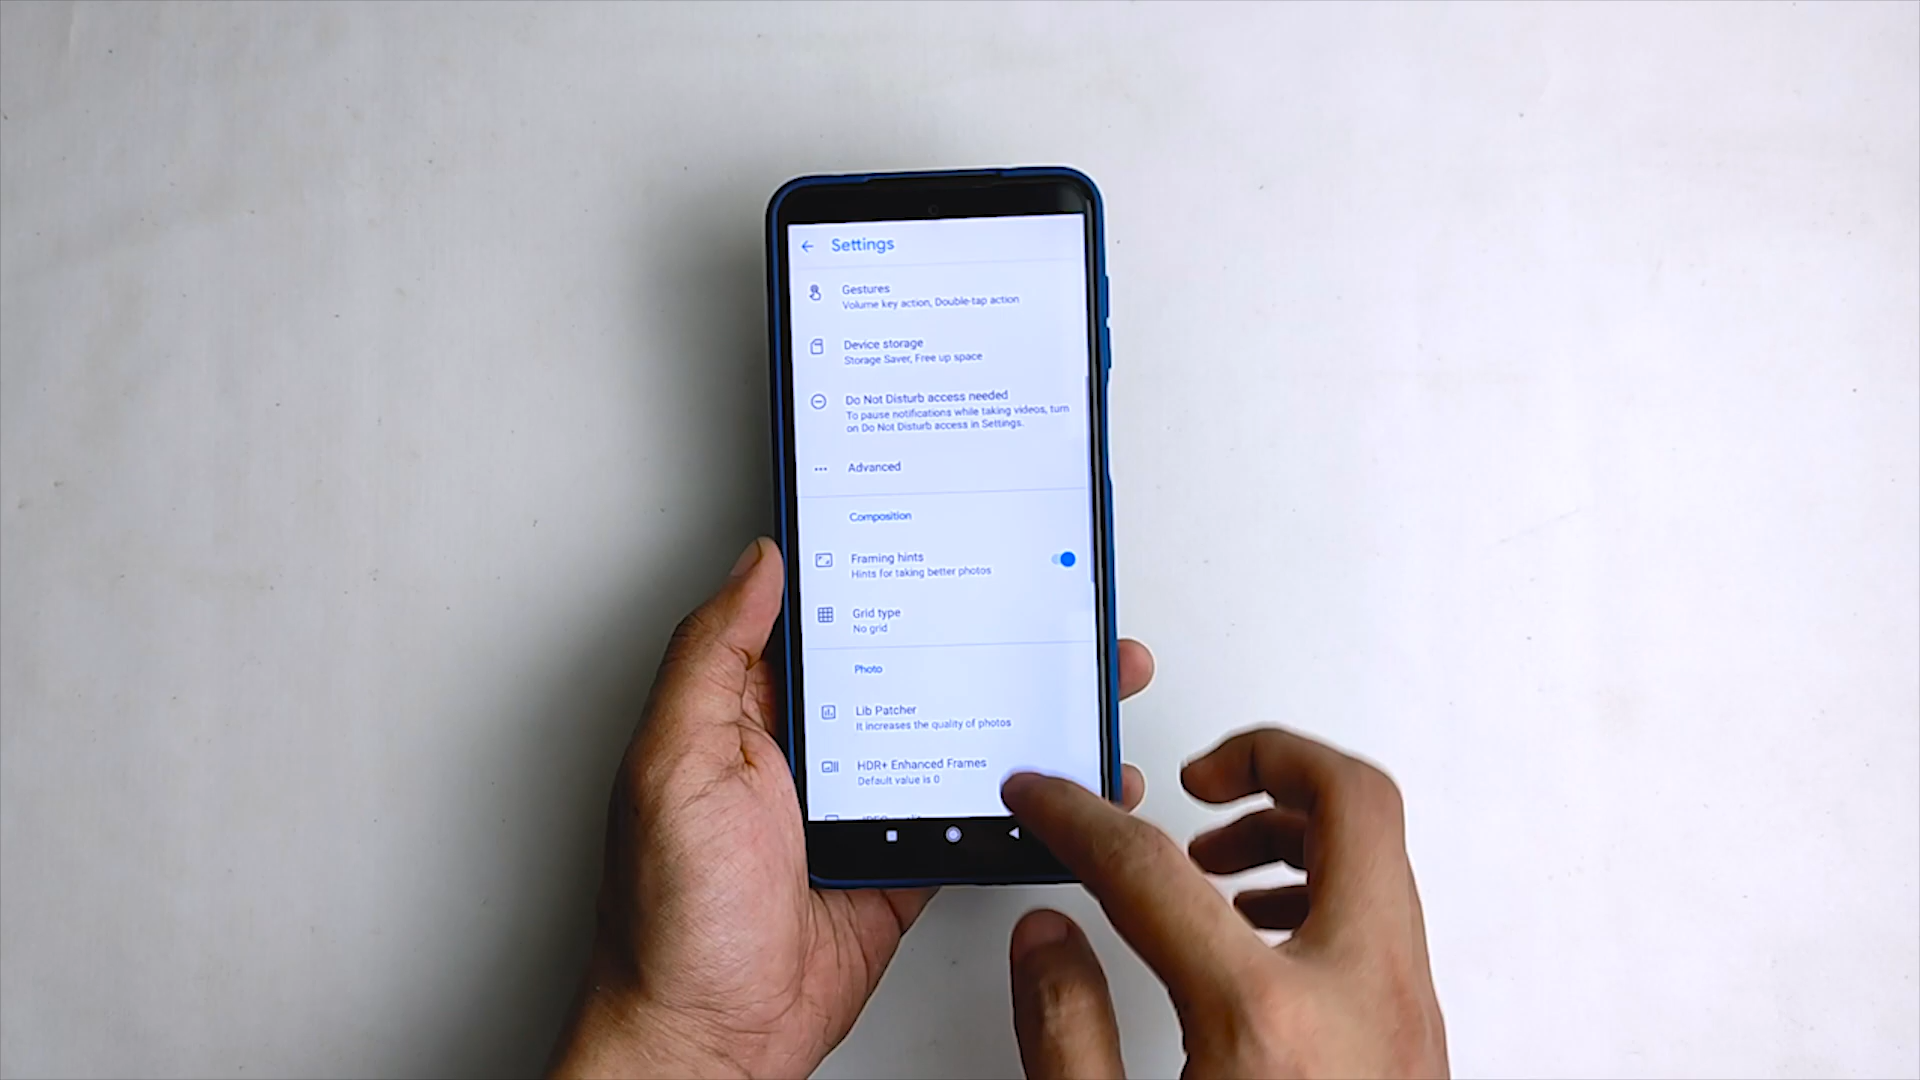 Settings
Gestures
Volume key action, Double-tap action
Device storage
Storage Saver, Free up space
Do Not Disturb access needed
To pause notifications while taking videos, turn
on Do Not Disturb access in Settings.
Advanced
Composition
Framing hints
Hints for taking better photos
Grid type
No grid
Photo
Lib Patcher
It increases the quality of photos
HDR+ Enhanced Frames
Default value is 0